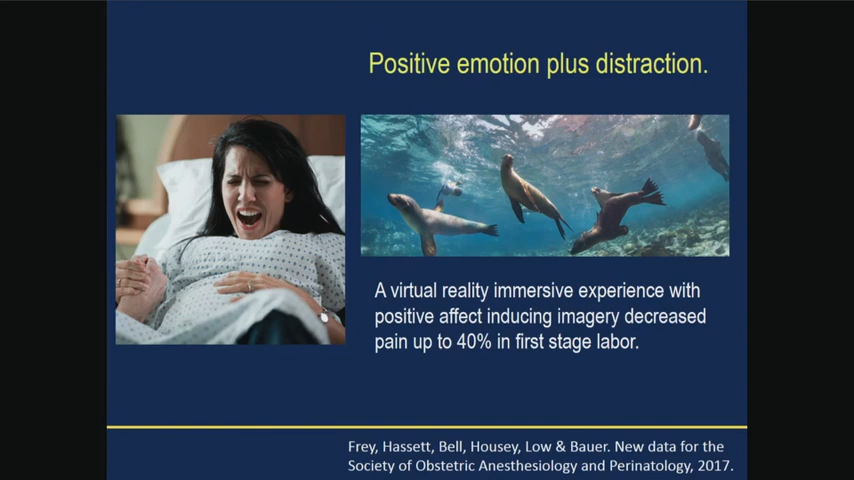 Positive emotion plus distraction.
A virtual reality immersive experience with
positive affect inducing imagery decreased
pain up to 40% in first stage labor.
Frey, Hassett, Bell, Housey, Low & Bauer. New data for the
Society of Obstetric Anesthesiology and Perinatology, 2017.